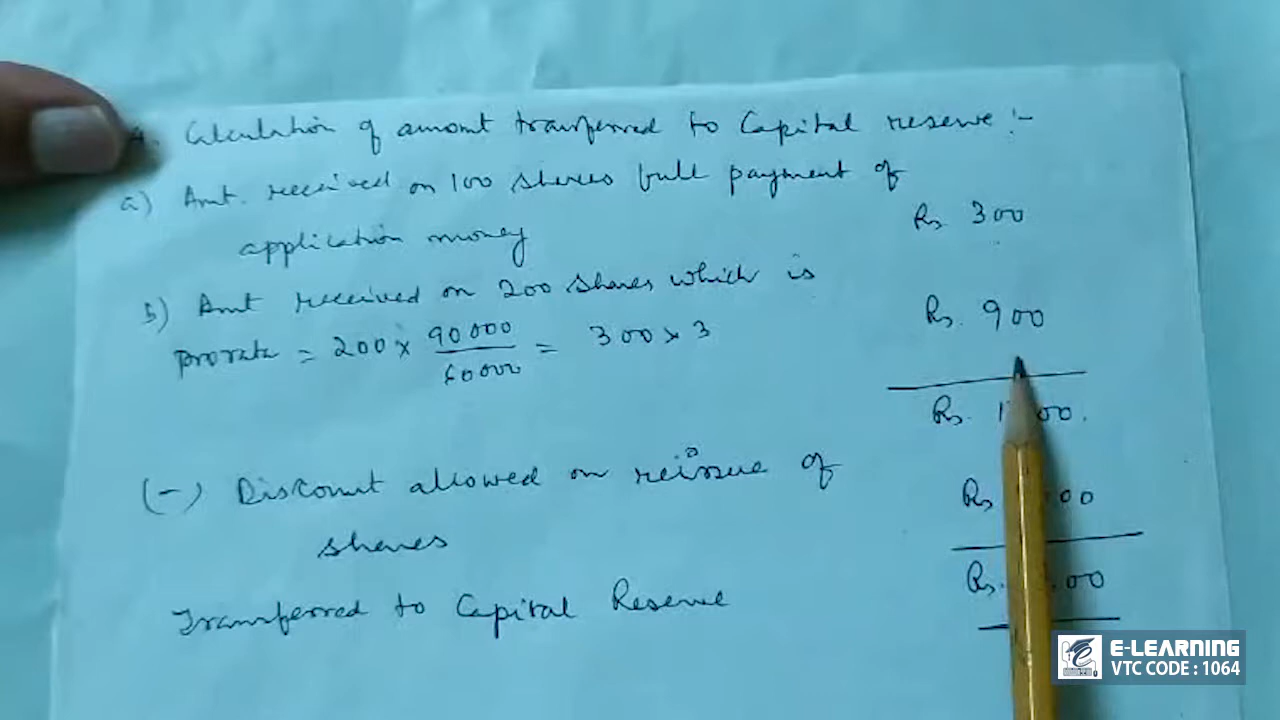 4. Calculation of amont transferred to Capital reserve :-
a) Amt. received on 100 shares full payment of
application money
Rs 300
b) Amt received on 200 shares which is
prorata = 200 x 90000 / 60000 = 300 x 3
Rs. 900
Rs.
(-) Discount allowed on reissue of
shares
Rs
Transferred to Capital Reserve
Rs.
E-LEARNING
VTC CODE : 1064